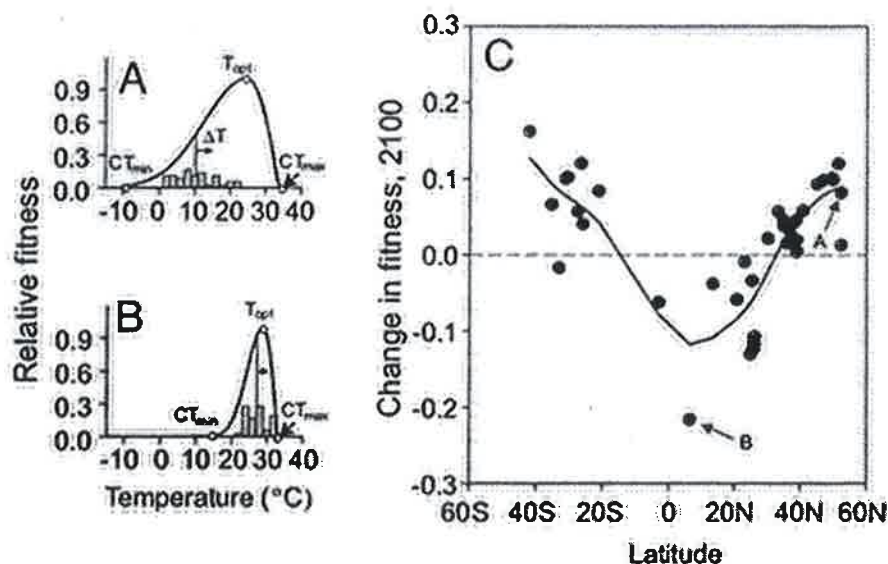 A
Relative fitness
0.9
0.6
0.3
0.0
T opt
ΔT
CT min
CT max
-10 0 10 20 30 40
B
0.9
0.6
0.3
0.0
T opt
CT min
CT max
-10 0 10 20 30 40
Temperature (°C)
C
Change in fitness, 2100
0.3
0.2
0.1
0.0
-0.1
-0.2
-0.3
A
B
60S 40S 20S 0 20N 40N 60N
Latitude